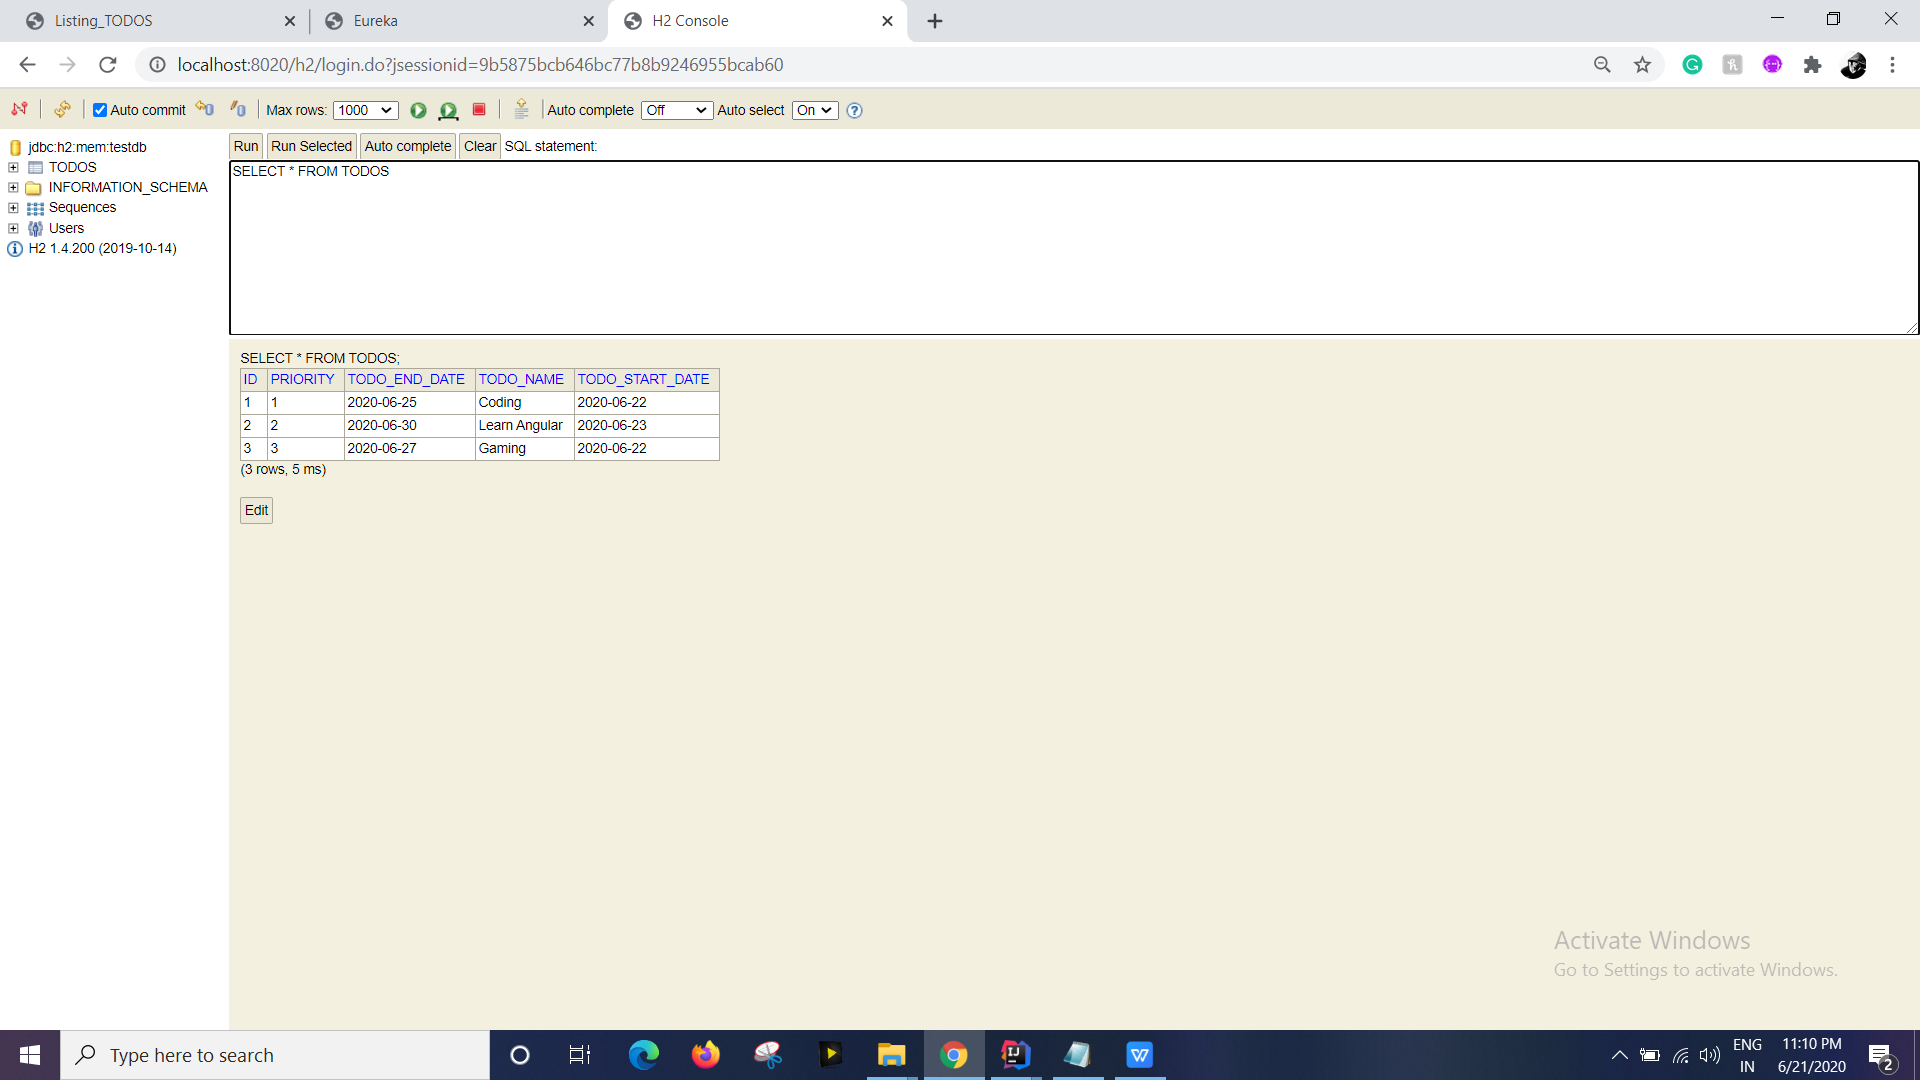 Listing_TODOS
Eureka
H2 Console
localhost:8020/h2/login.do?jsessionid=9b5875bcb646bc77b8b9246955bcab60
Auto commit
Max rows: 1000
Auto complete Off
Auto select On
jdbc:h2:mem:testdb
TODOS
INFORMATION_SCHEMA
Sequences
Users
H2 1.4.200 (2019-10-14)
Run Run Selected Auto complete Clear SQL statement:
SELECT * FROM TODOS
SELECT * FROM TODOS;
ID PRIORITY TODO_END_DATE TODO_NAME TODO_START_DATE
1 1 2020-06-25 Coding 2020-06-22
2 2 2020-06-30 Learn Angular 2020-06-23
3 3 2020-06-27 Gaming 2020-06-22
(3 rows, 5 ms)
Edit
Activate Windows
Go to Settings to activate Windows.
Type here to search
ENG
IN
11:10 PM
6/21/2020
2